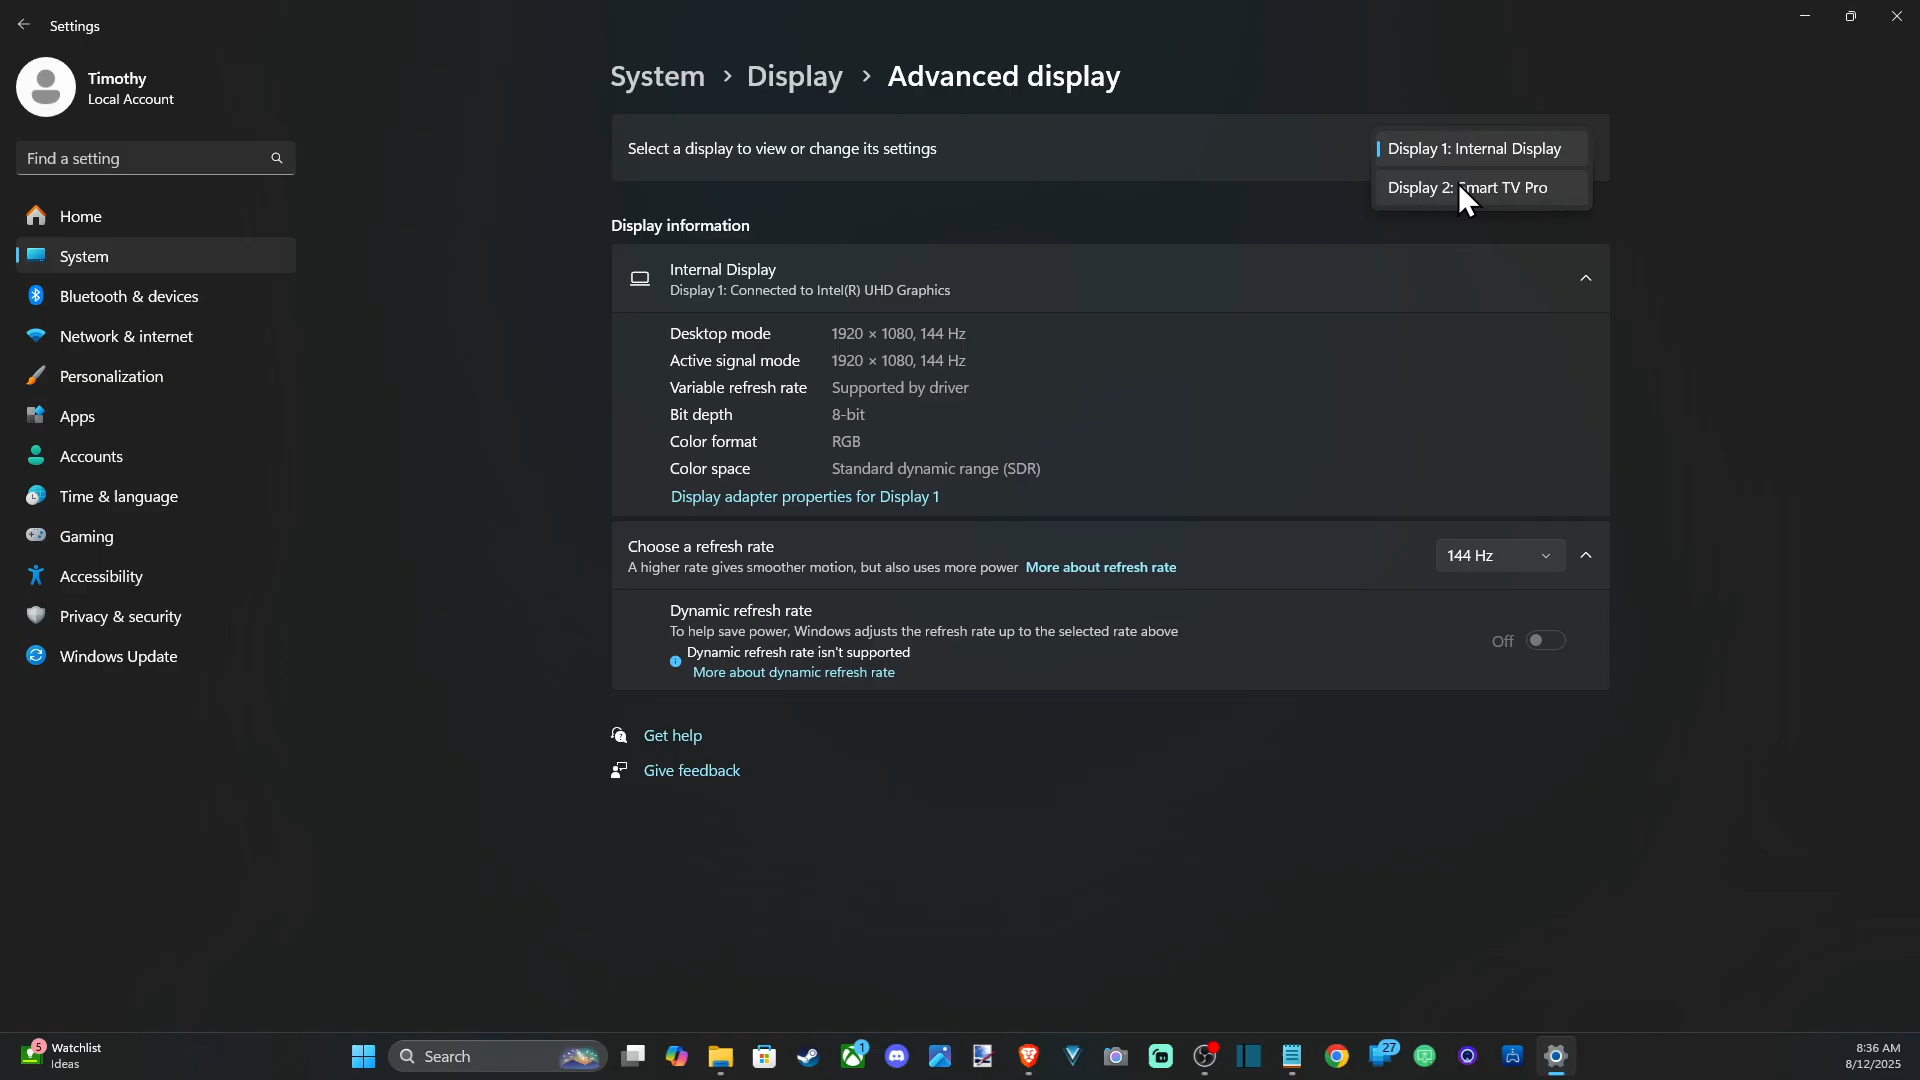 Settings
Timothy
Local Account
Find a setting
Home
System
Bluetooth & devices
Network & internet
Personalization
Apps
Accounts
Time & language
Gaming
Accessibility
Privacy & security
Windows Update
System > Display > Advanced display
Select a display to view or change its settings
Display 1: Internal Display
Display 2: Smart TV Pro
Display information
Internal Display
Display 1: Connected to Intel(R) UHD Graphics
Desktop mode 1920 × 1080, 144 Hz
Active signal mode 1920 × 1080, 144 Hz
Variable refresh rate Supported by driver
Bit depth 8-bit
Color format RGB
Color space Standard dynamic range (SDR)
Display adapter properties for Display 1
Choose a refresh rate
A higher rate gives smoother motion, but also uses more power More about refresh rate
144 Hz
Dynamic refresh rate
To help save power, Windows adjusts the refresh rate up to the selected rate above
Dynamic refresh rate isn't supported
More about dynamic refresh rate
Off
Get help
Give feedback
5
Watchlist
Ideas
Search
1
27
8:36 AM
8/12/2025